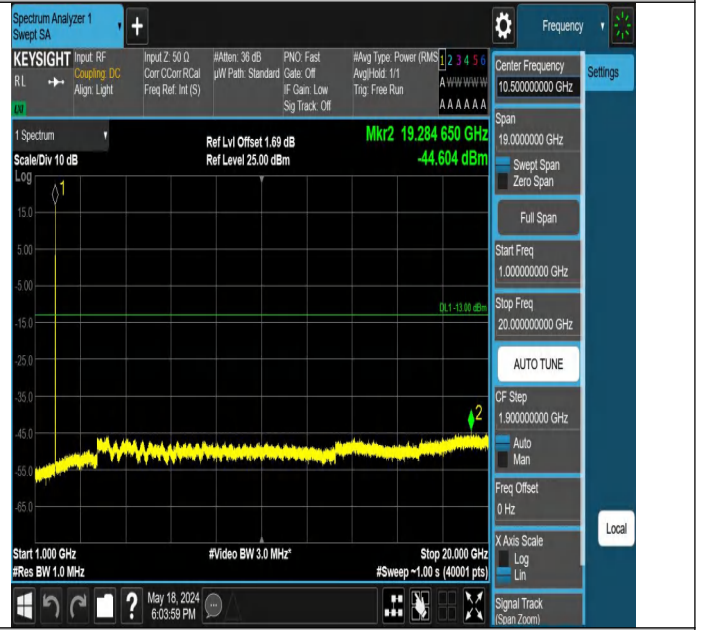 Spectrum Analyzer 1
Swept SA
Frequency
KEYSIGHT
RL
Input: RF
Coupling: DC
Align: Light
Input Z: 50 Ω
Corr CCorr RCal
Freq Ref: Int (S)
#Atten: 36 dB
µW Path: Standard
PNO: Fast
Gate: Off
IF Gain: Low
Sig Track: Off
#Avg Type: Power (RMS
Avg|Hold: 1/1
Trig: Free Run
1 2 3 4 5 6
A W W W W W
A A A A A A
1 Spectrum
Scale/Div 10 dB
Log
Ref Lvl Offset 1.69 dB
Ref Level 25.00 dBm
Mkr2 19.284 650 GHz
-44.604 dBm
1
15.0
5.00
-5.00
DL1 -13.00 dBm
-15.0
-25.0
-35.0
2
-45.0
-55.0
-65.0
Start 1.000 GHz
#Res BW 1.0 MHz
#Video BW 3.0 MHz*
Stop 20.000 GHz
#Sweep ~1.00 s (40001 pts)
Center Frequency
10.500000000 GHz
Settings
Span
19.0000000 GHz
Swept Span
Zero Span
Full Span
Start Freq
1.000000000 GHz
Stop Freq
20.000000000 GHz
AUTO TUNE
CF Step
1.900000000 GHz
Auto
Man
Freq Offset
0 Hz
X Axis Scale
Log
Lin
Local
Signal Track
(Span Zoom)
?
May 18, 2024
6:03:59 PM